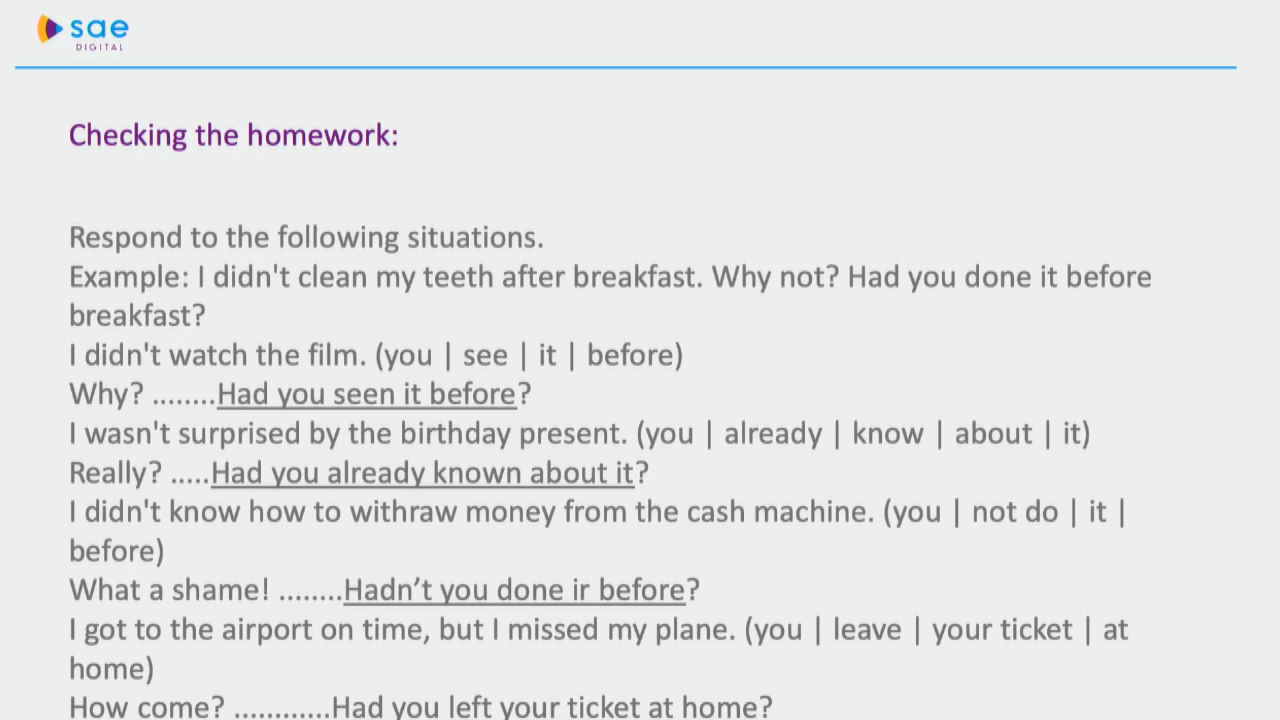 sae
DIGITAL
Checking the homework:
Respond to the following situations.
Example: I didn't clean my teeth after breakfast. Why not? Had you done it before
breakfast?
I didn't watch the film. (you | see | it | before)
Why? ........Had you seen it before?
I wasn't surprised by the birthday present. (you | already | know | about | it)
Really? .....Had you already known about it?
I didn't know how to withraw money from the cash machine. (you | not do | it |
before)
What a shame! ........Hadn’t you done ir before?
I got to the airport on time, but I missed my plane. (you | leave | your ticket | at
home)
How come? ............Had you left your ticket at home?